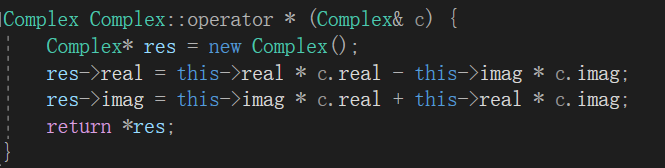 Complex Complex::operator * (Complex& c) {
    Complex* res = new Complex();
    res->real = this->real * c.real - this->imag * c.imag;
    res->imag = this->imag * c.real + this->real * c.imag;
    return *res;
}